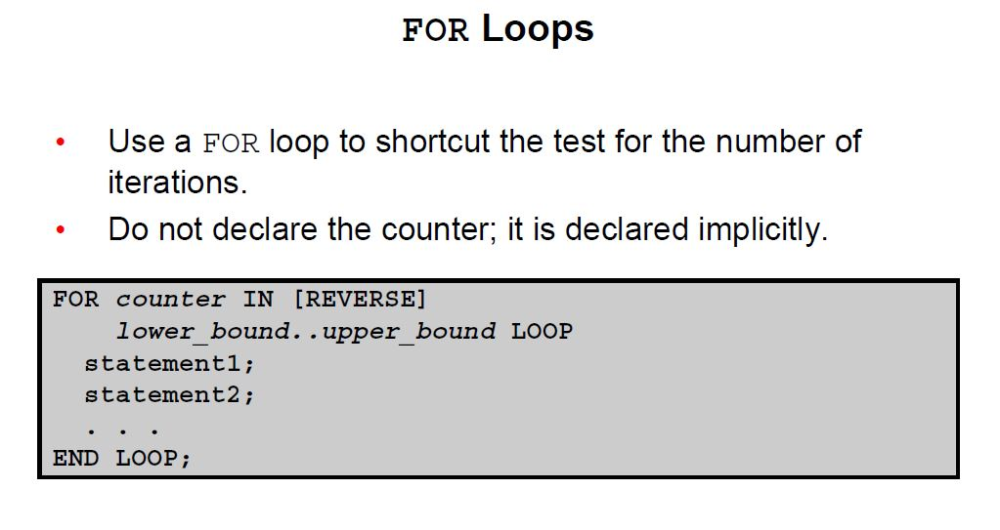 FOR Loops
• Use a FOR loop to shortcut the test for the number of
iterations.
• Do not declare the counter; it is declared implicitly.
FOR counter IN [REVERSE]
lower_bound..upper_bound LOOP
statement1;
statement2;
. . .
END LOOP;